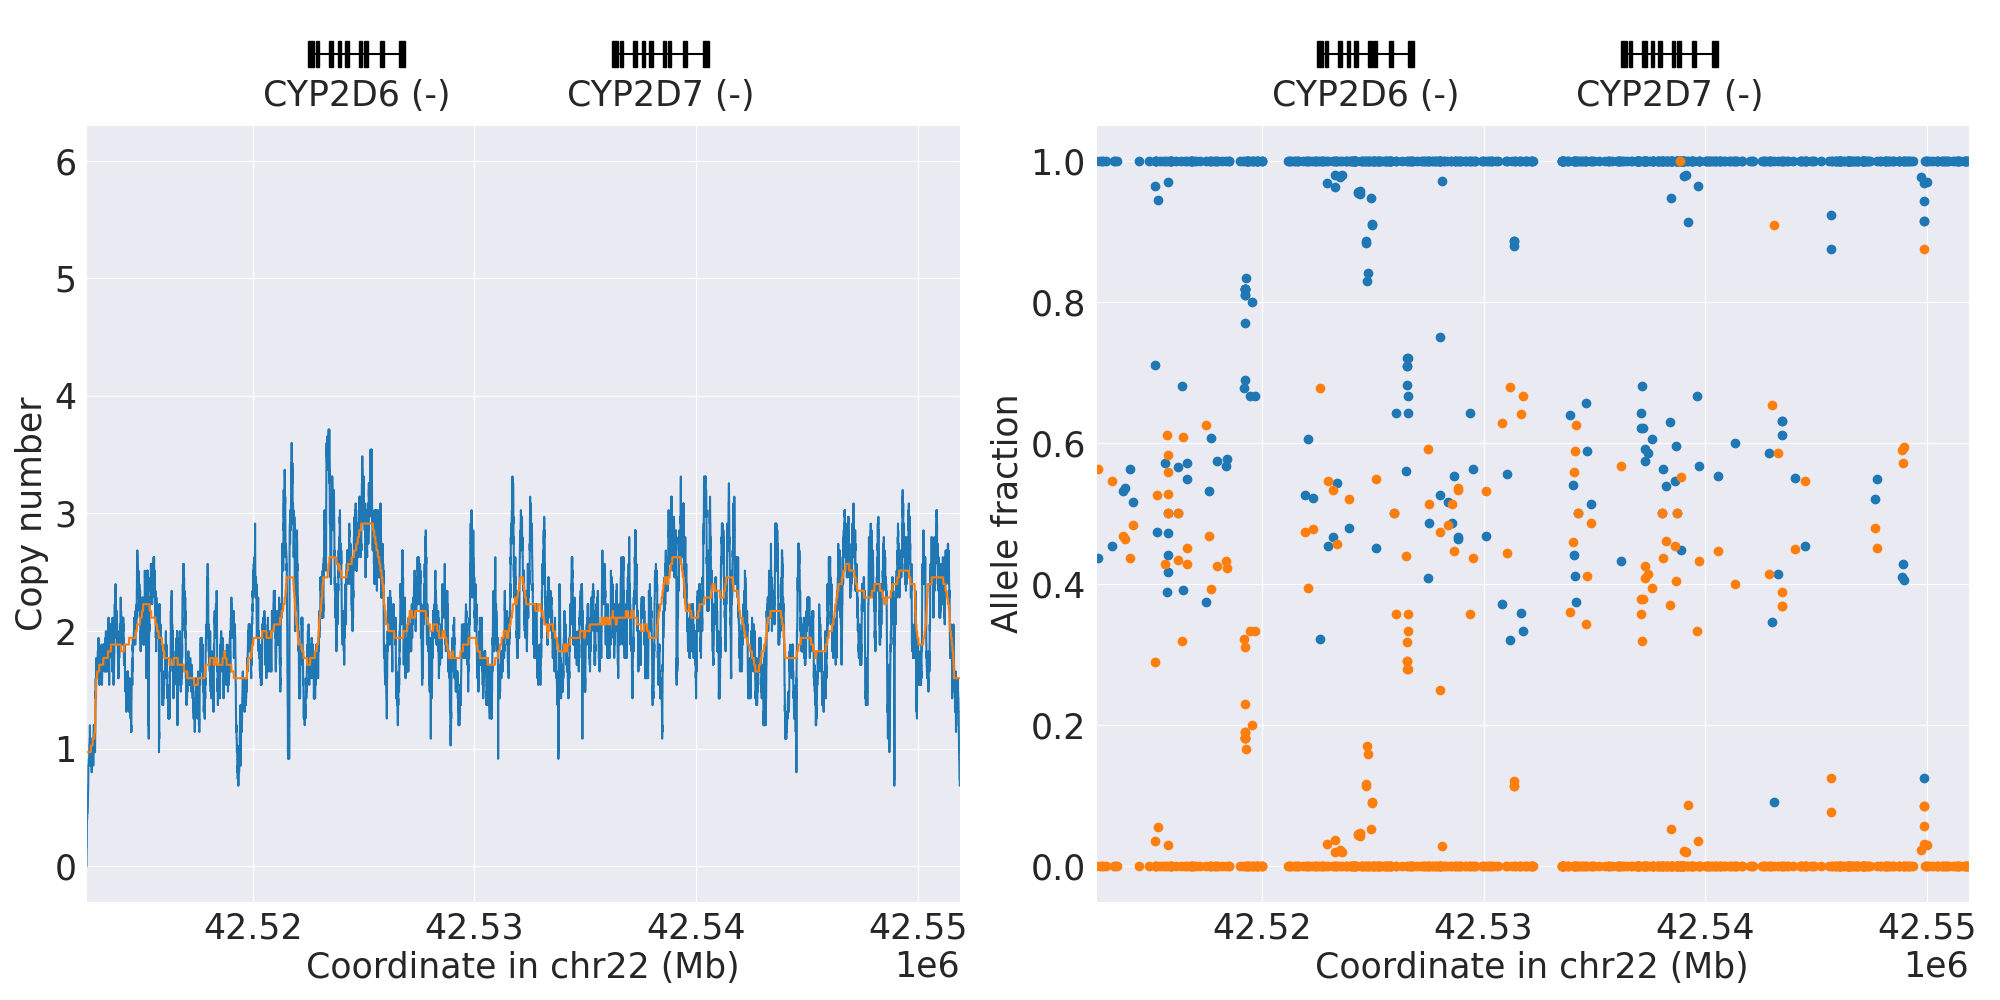 CYP2D6 (-) CYP2D7 (-)
6
5
4
3
2
1
0
Copy number
42.52 42.53 42.54 42.55
Coordinate in chr22 (Mb)
1e6
CYP2D6 (-) CYP2D7 (-)
1.0
0.8
0.6
0.4
0.2
0.0
Allele fraction
42.52 42.53 42.54 42.55
Coordinate in chr22 (Mb)
1e6